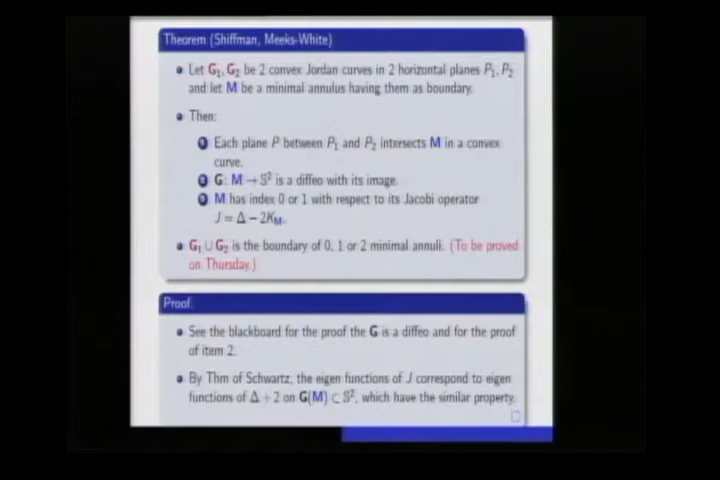 Theorem (Shiffman, Meeks-White)
Let G₁, G₂ be 2 convex Jordan curves in 2 horizontal planes P₁, P₂
and let M be a minimal annulus having them as boundary.
Then:
1 Each plane P between P₁ and P₂ intersects M in a convex
curve.
2 G: M → S² is a diffeo with its image.
3 M has index 0 or 1 with respect to its Jacobi operator
J = Δ − 2K_M.
G₁ ∪ G₂ is the boundary of 0, 1 or 2 minimal annuli. (To be proved
on Thursday.)
Proof.
See the blackboard for the proof the G is a diffeo and for the proof
of item 2.
By Thm of Schwartz, the eigen functions of J correspond to eigen
functions of Δ + 2 on G(M) ⊂ S², which have the similar property.